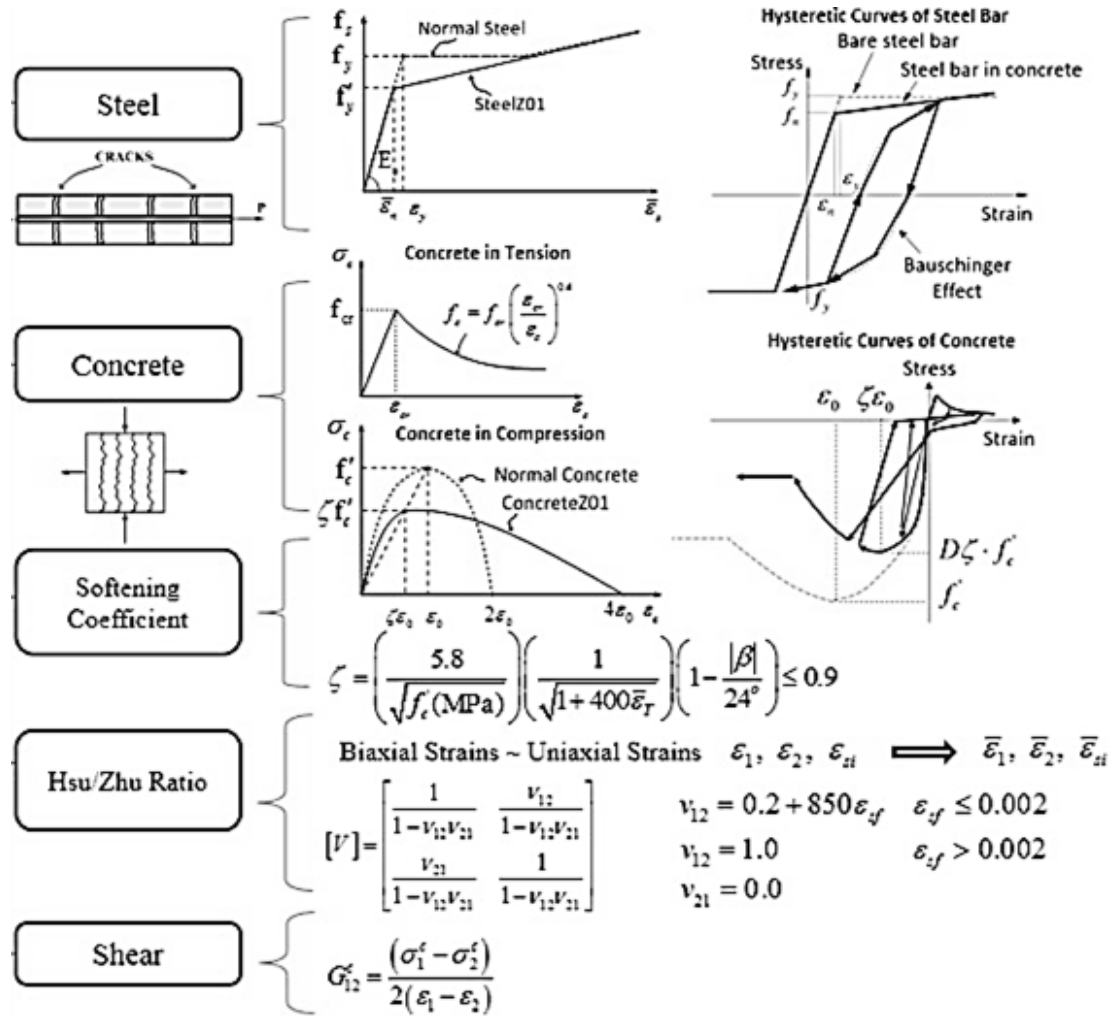 Steel
CRACKS
P
f_s
f_y
f'_y
Normal Steel
SteelZ01
E
ε̅_n ε_y ε̅_s
Hysteretic Curves of Steel Bar
Bare steel bar
Stress
Steel bar in concrete
f_y
f_n
ε_y
ε_n
Strain
Bauschinger
Effect
f_y
Concrete
Concrete in Tension
σ_c
f_cr
f_c = f_cr (ε_cr / ε_c)^0.4
ε_cr ε_c
Concrete in Compression
σ_c
f'_c
Normal Concrete
ConcreteZ01
ζf'_c
ζε_0 ε_0 2ε_0 4ε_0 ε_c
Hysteretic Curves of Concrete
Stress
ε_0 ζε_0
Strain
Dζ · f'_c
f'_c
Softening
Coefficient
ζ = (5.8 / √f'_c(MPa)) (1 / √(1 + 400ε̅_T)) (1 − |β| / 24°) ≤ 0.9
Hsu/Zhu Ratio
Biaxial Strains ~ Uniaxial Strains ε_1, ε_2, ε_si ⟹ ε̅_1, ε̅_2, ε̅_si
[V] = [1 / (1 − ν_12ν_21) ν_12 / (1 − ν_12ν_21)
ν_21 / (1 − ν_12ν_21) 1 / (1 − ν_12ν_21)]
ν_12 = 0.2 + 850ε_sf ε_sf ≤ 0.002
ν_12 = 1.0 ε_sf > 0.002
ν_21 = 0.0
Shear
G^c_12 = (σ^c_1 − σ^c_2) / 2(ε_1 − ε_2)